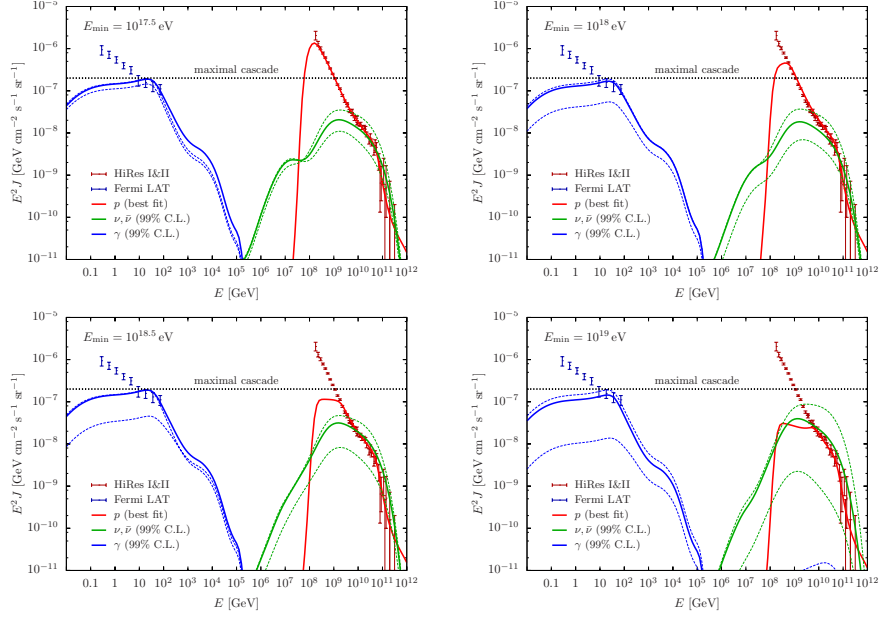 E_min = 10^17.5 eV
maximal cascade
HiRes I&II
Fermi LAT
p (best fit)
ν, ν̄ (99% C.L.)
γ (99% C.L.)
E² J [GeV cm⁻² s⁻¹ sr⁻¹]
10⁻⁵
10⁻⁶
10⁻⁷
10⁻⁸
10⁻⁹
10⁻¹⁰
10⁻¹¹
0.1 1 10 10² 10³ 10⁴ 10⁵ 10⁶ 10⁷ 10⁸ 10⁹ 10¹⁰ 10¹¹ 10¹²
E [GeV]
E_min = 10^18 eV
maximal cascade
HiRes I&II
Fermi LAT
p (best fit)
ν, ν̄ (99% C.L.)
γ (99% C.L.)
E² J [GeV cm⁻² s⁻¹ sr⁻¹]
10⁻⁵
10⁻⁶
10⁻⁷
10⁻⁸
10⁻⁹
10⁻¹⁰
10⁻¹¹
0.1 1 10 10² 10³ 10⁴ 10⁵ 10⁶ 10⁷ 10⁸ 10⁹ 10¹⁰ 10¹¹ 10¹²
E [GeV]
E_min = 10^18.5 eV
maximal cascade
HiRes I&II
Fermi LAT
p (best fit)
ν, ν̄ (99% C.L.)
γ (99% C.L.)
E² J [GeV cm⁻² s⁻¹ sr⁻¹]
10⁻⁵
10⁻⁶
10⁻⁷
10⁻⁸
10⁻⁹
10⁻¹⁰
10⁻¹¹
0.1 1 10 10² 10³ 10⁴ 10⁵ 10⁶ 10⁷ 10⁸ 10⁹ 10¹⁰ 10¹¹ 10¹²
E [GeV]
E_min = 10^19 eV
maximal cascade
HiRes I&II
Fermi LAT
p (best fit)
ν, ν̄ (99% C.L.)
γ (99% C.L.)
E² J [GeV cm⁻² s⁻¹ sr⁻¹]
10⁻⁵
10⁻⁶
10⁻⁷
10⁻⁸
10⁻⁹
10⁻¹⁰
10⁻¹¹
0.1 1 10 10² 10³ 10⁴ 10⁵ 10⁶ 10⁷ 10⁸ 10⁹ 10¹⁰ 10¹¹ 10¹²
E [GeV]